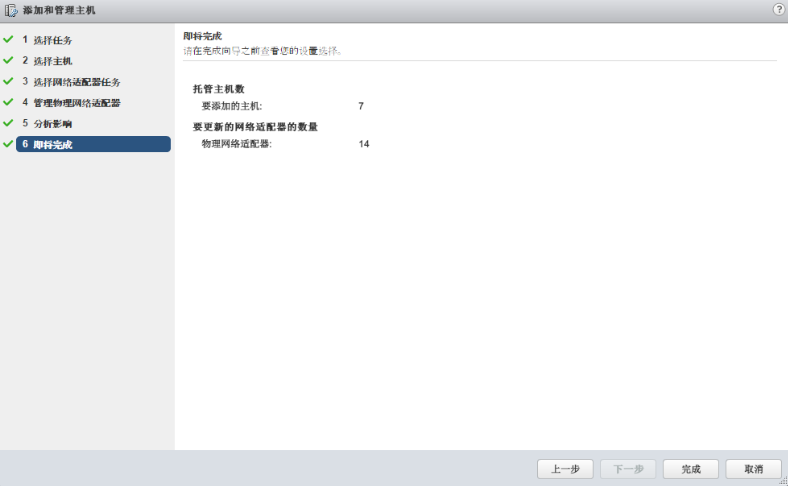 添加和管理主机
?
1 选择任务
2 选择主机
3 选择网络适配器任务
4 管理物理网络适配器
5 分析影响
6 即将完成
即将完成
请在完成向导之前查看您的设置选择。
托管主机数
要添加的主机: 7
要更新的网络适配器的数量
物理网络适配器: 14
上一步 下一步 完成 取消